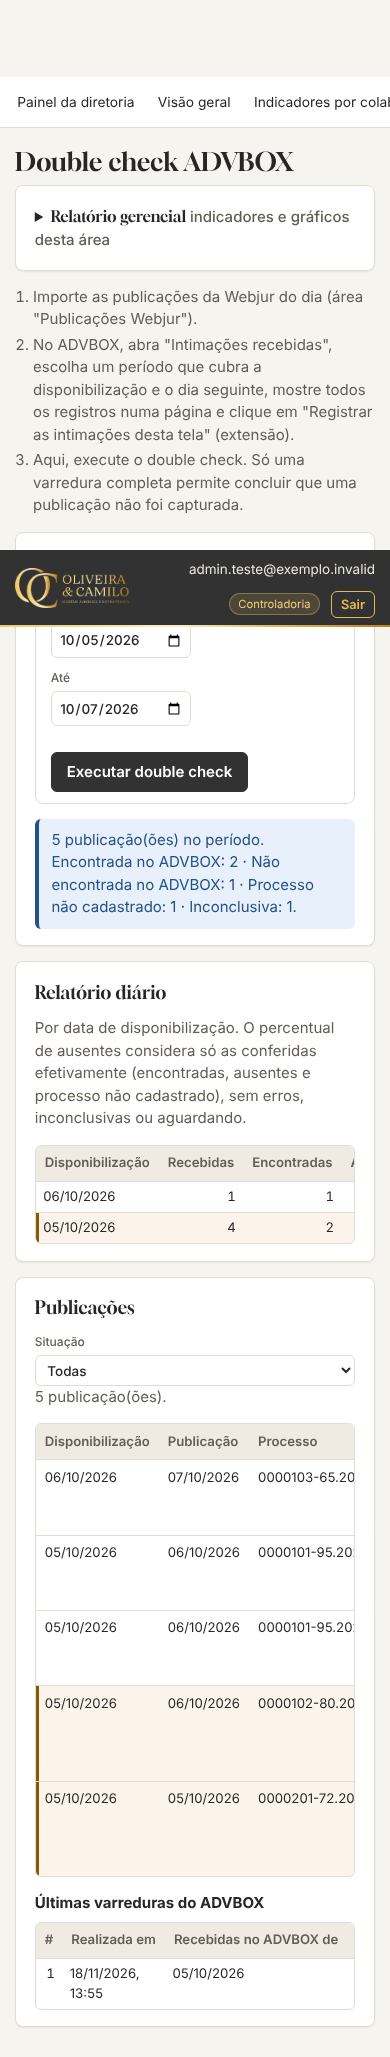 Painel da diretoria Visão geral Indicadores por colab
Double check ADVBOX
▶ Relatório gerencial indicadores e gráficos
desta área
1. Importe as publicações da Webjur do dia (área
"Publicações Webjur").
2. No ADVBOX, abra "Intimações recebidas",
escolha um período que cubra a
disponibilização e o dia seguinte, mostre todos
os registros numa página e clique em "Registrar
as intimações desta tela" (extensão).
3. Aqui, execute o double check. Só uma
varredura completa permite concluir que uma
publicação não foi capturada.
OLIVEIRA
& CAMILO
admin.teste@exemplo.invalid
Controladoria Sair
10/05/2026
Até
10/07/2026
Executar double check
5 publicação(ões) no período.
Encontrada no ADVBOX: 2 · Não
encontrada no ADVBOX: 1 · Processo
não cadastrado: 1 · Inconclusiva: 1.
Relatório diário
Por data de disponibilização. O percentual
de ausentes considera só as conferidas
efetivamente (encontradas, ausentes e
processo não cadastrado), sem erros,
inconclusivas ou aguardando.
Disponibilização Recebidas Encontradas
06/10/2026 1 1
05/10/2026 4 2
Publicações
Situação
Todas
5 publicação(ões).
Disponibilização Publicação Processo
06/10/2026 07/10/2026 0000103-65.20
05/10/2026 06/10/2026 0000101-95.202
05/10/2026 06/10/2026 0000101-95.202
05/10/2026 06/10/2026 0000102-80.20
05/10/2026 05/10/2026 0000201-72.20
Últimas varreduras do ADVBOX
# Realizada em Recebidas no ADVBOX de
1 18/11/2026, 05/10/2026
13:55